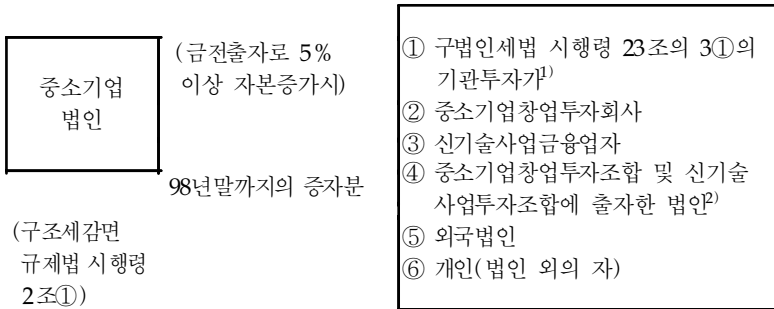 중소기업
법인
(금전출자로 5%
이상 자본증가시)
98년말까지의 증자분
(구조세감면
규제법 시행령
2조①)
① 구법인세법 시행령 23조의 3①의
기관투자가1)
② 중소기업창업투자회사
③ 신기술사업금융업자
④ 중소기업창업투자조합 및 신기술
사업투자조합에 출자한 법인2)
⑤ 외국법인
⑥ 개인(법인 외의 자)